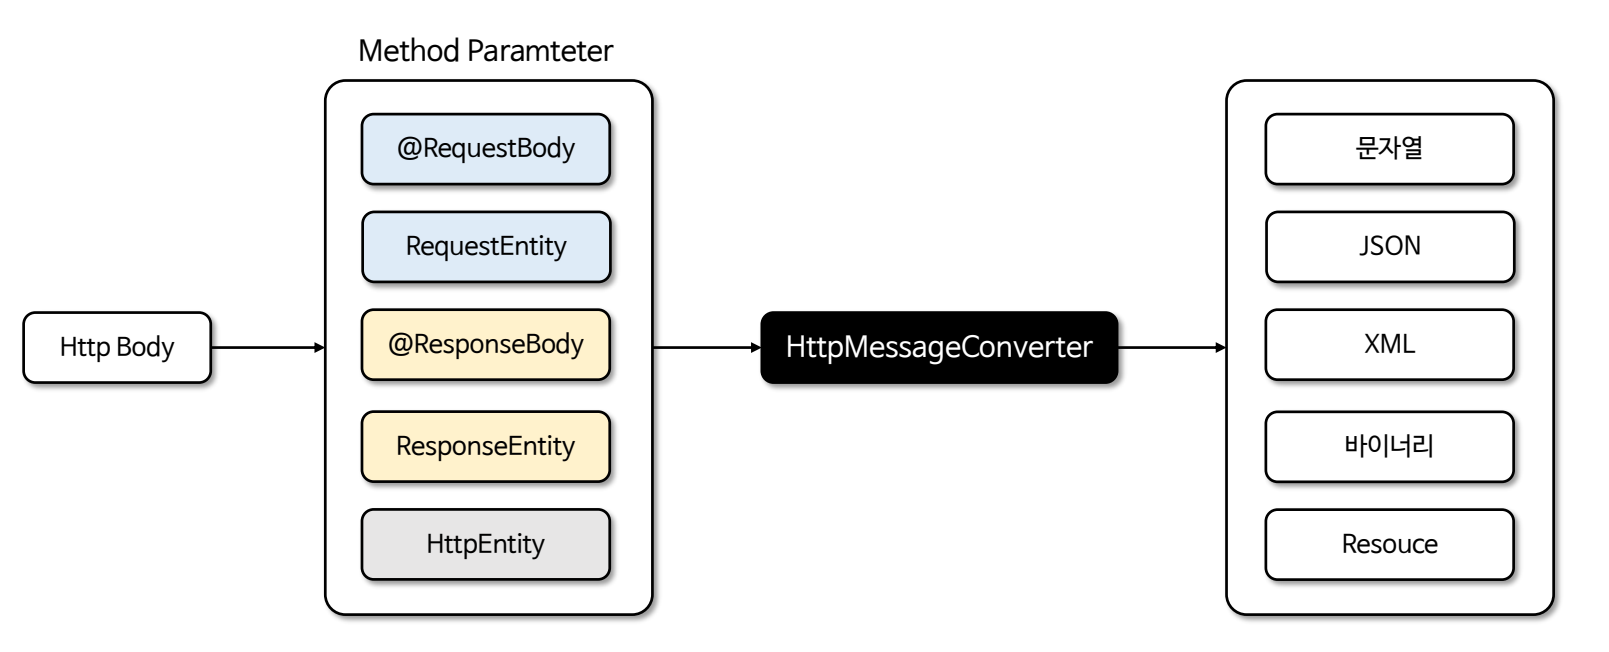 Method Paramteter
Http Body
@RequestBody
RequestEntity
@ResponseBody
ResponseEntity
HttpEntity
HttpMessageConverter
문자열
JSON
XML
바이너리
Resouce